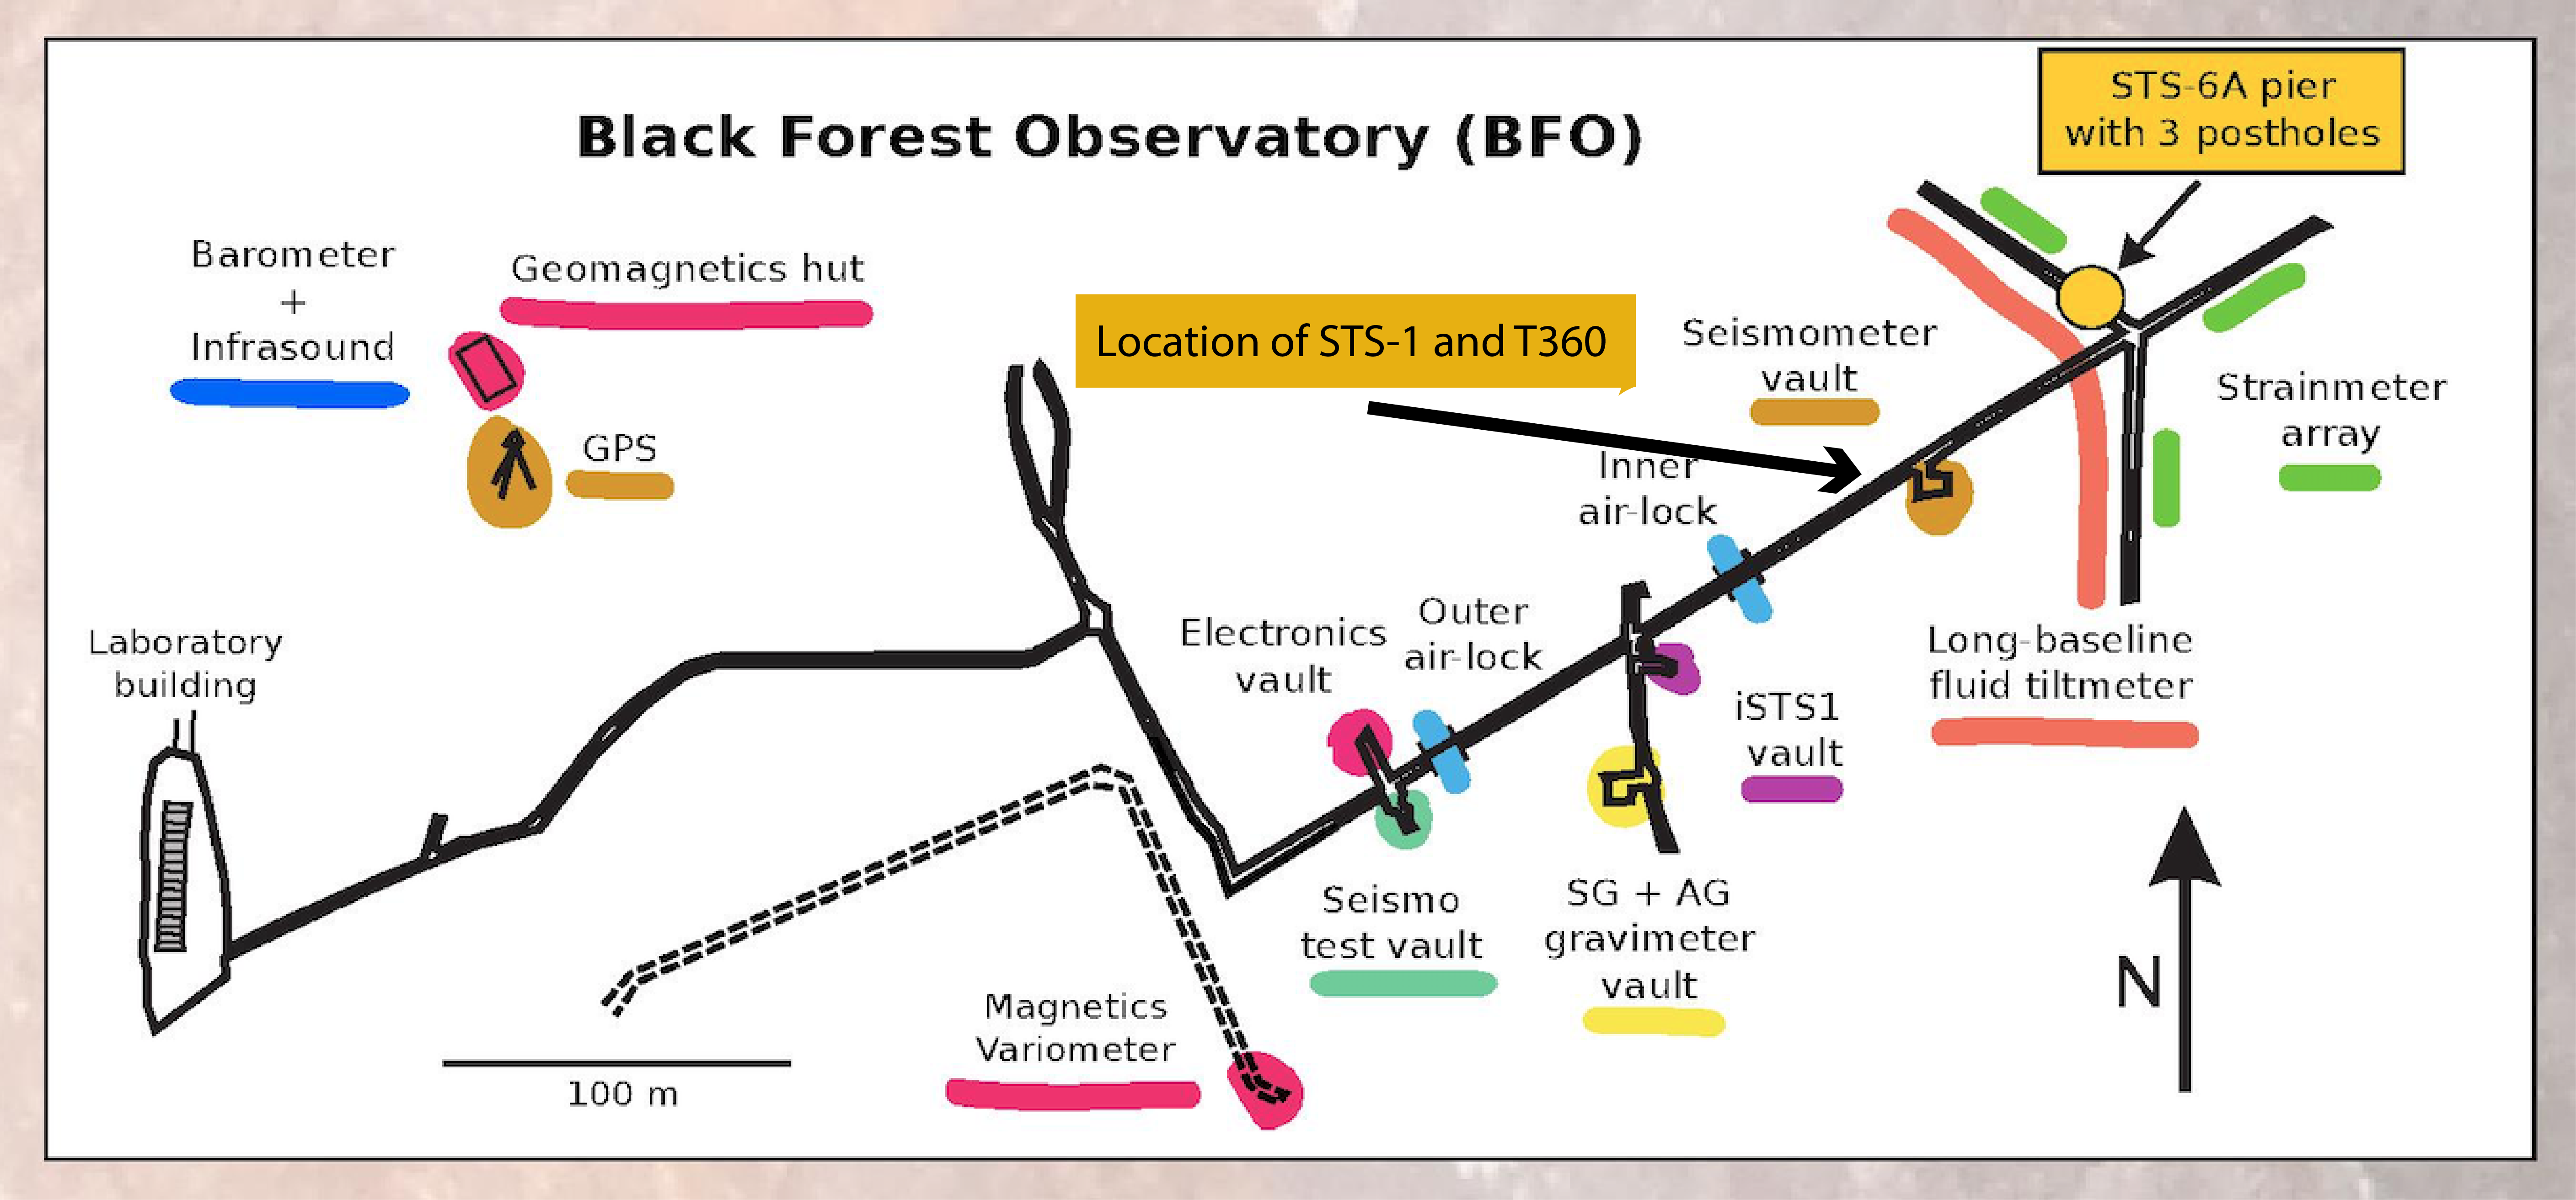 STS-6A pier
with 3 postholes
Black Forest Observatory (BFO)
Barometer
+
Infrasound
Geomagnetics hut
GPS
Location of STS-1 and T360
Seismometer
vault
Inner
air-lock
Strainmeter
array
Laboratory
building
Electronics
vault
Outer
air-lock
iSTS1
vault
Long-baseline
fluid tiltmeter
Seismo
test vault
SG + AG
gravimeter
vault
Magnetics
Variometer
100 m
N